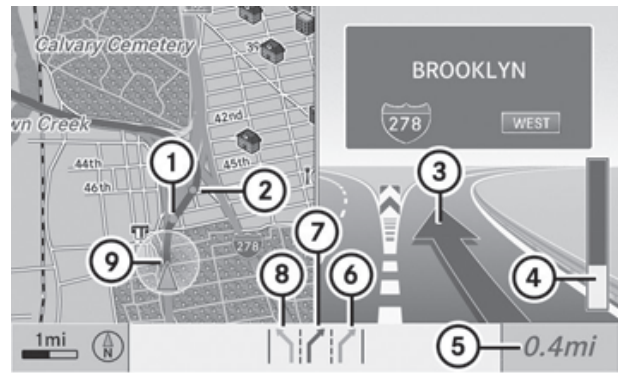 Calvary Cemetery
39
wn Creek
42nd
44th
45th
46th
278
1mi
N
BROOKLYN
278
WEST
0.4mi
1
2
3
4
5
6
7
8
9